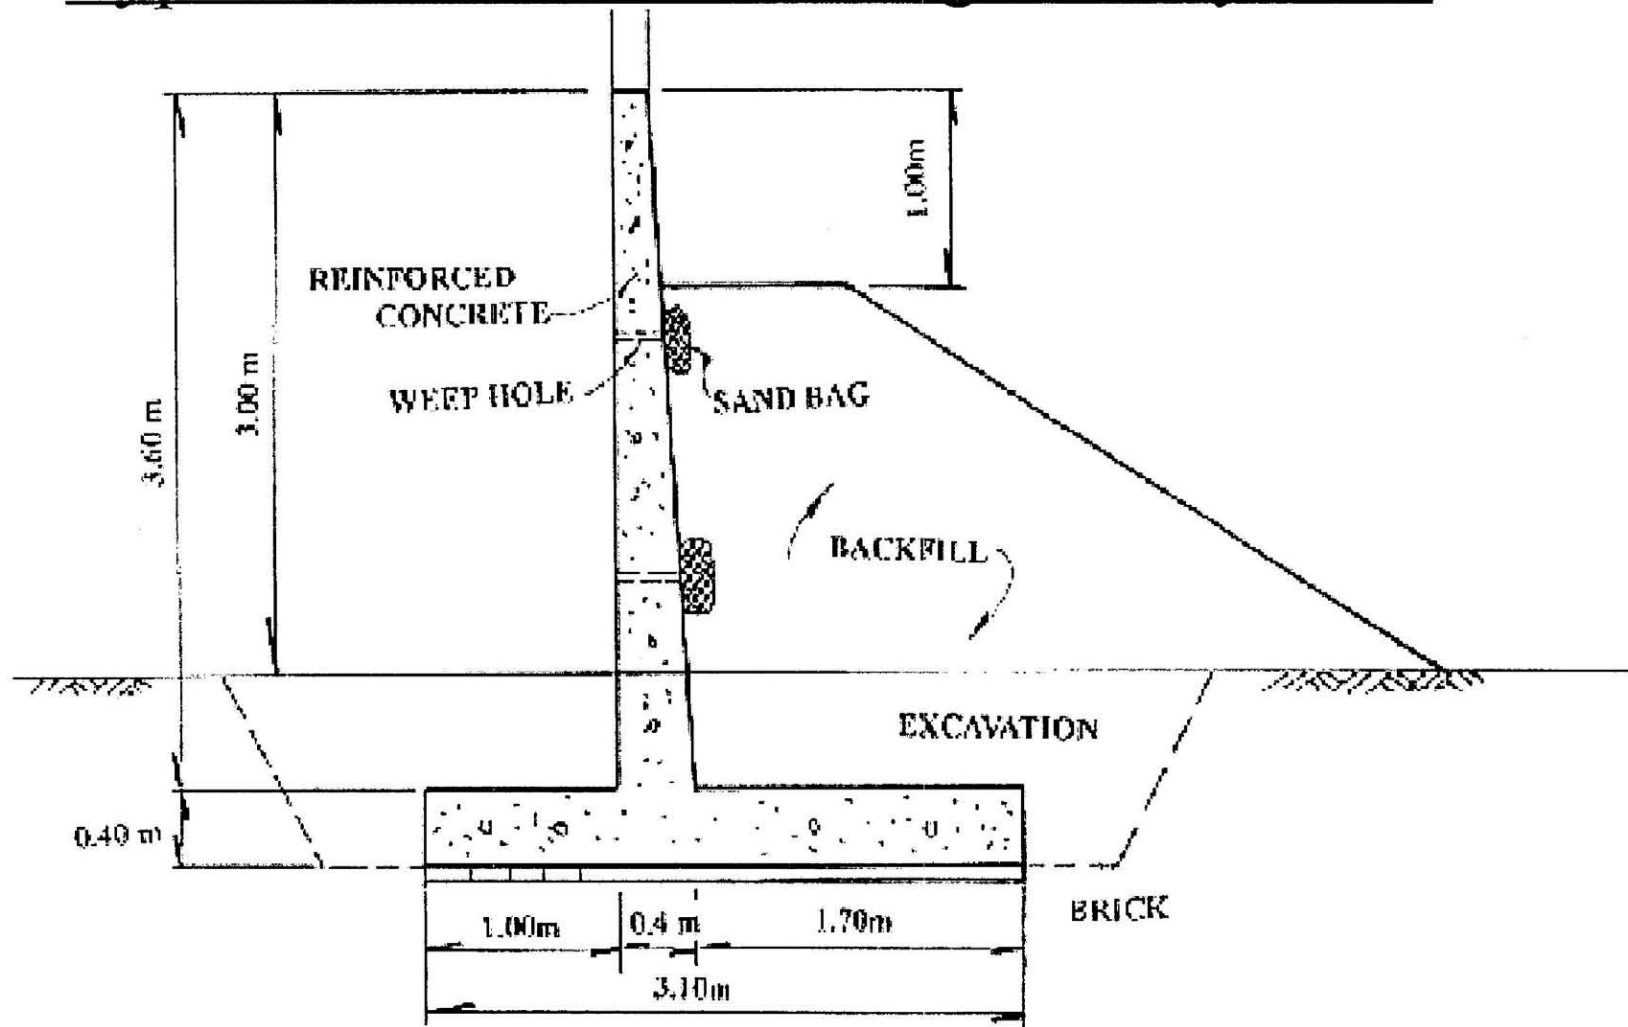 1.00m
REINFORCED
CONCRETE
WEEP HOLE
SAND BAG
3.00 m
3.60 m
BACKFILL
EXCAVATION
0.40 m
BRICK
1.00m
0.4 m
1.70m
3.10m